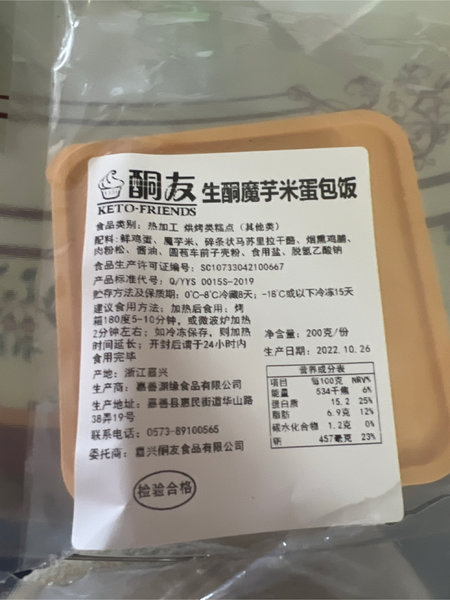 酮友 生酮魔芋米蛋包饭
KETO-FRIENDS
食品类别：热加工 烘烤类糕点（其他类）
配料：鲜鸡蛋、魔芋米、碎条状马苏里拉干酪、烟熏鸡脯、
肉粉松、酱油、圆苞车前子壳粉、食用盐、脱氢乙酸钠
食品生产许可证编号：SC10733042100667
产品标准代号：Q/YYS 0015S-2019
贮存方法及保质期：0℃-8℃冷藏8天；-18℃或以下冷冻15天
建议食用方法：加热后食用：烤
箱180度5-10分钟，或微波炉加热
2分钟左右；如冷冻保存，则加热
时间延长；开封后请于24小时内
食用完毕
净含量：200克/份
生产日期：2022.10.26
产地：浙江嘉兴
生产商：嘉善源缘食品有限公司
生产地址：嘉善县惠民街道华山路
38弄19号
联系电话：0573-89100565
委托商：嘉兴酮友食品有限公司
营养成分表
项目 每100克 NRV%
能量 534千焦 6%
蛋白质 15.2 25%
脂肪 6.9克 12%
碳水化合物 1.2克 0%
钠 457毫克 23%
检验合格